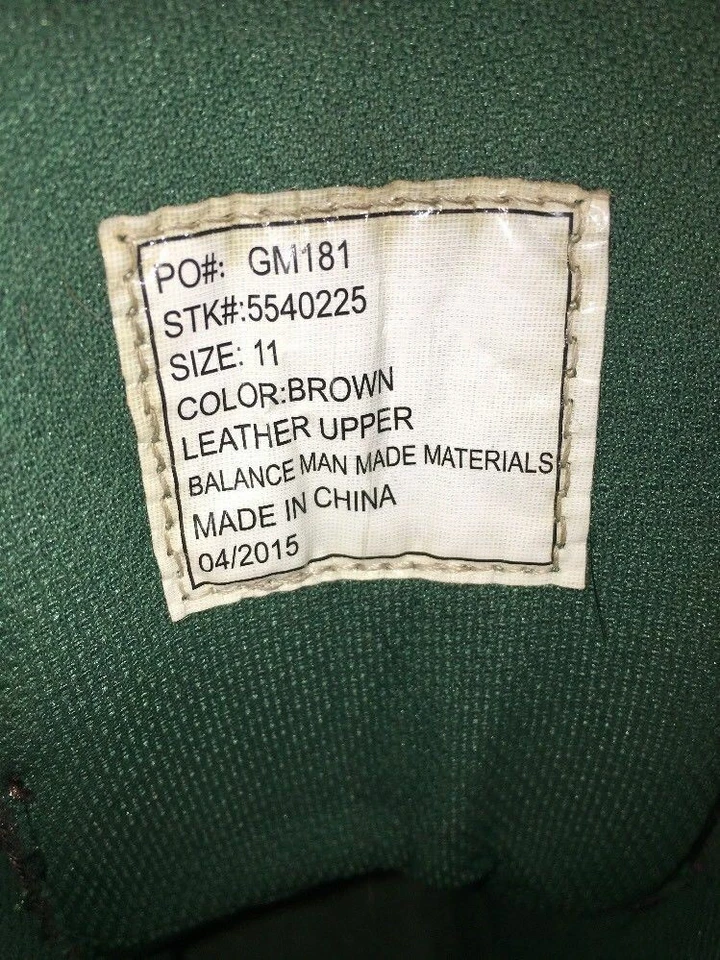 PO#: GM181
STK#:5540225
SIZE: 11
COLOR:BROWN
LEATHER UPPER
BALANCE MAN MADE MATERIALS
MADE IN CHINA
04/2015